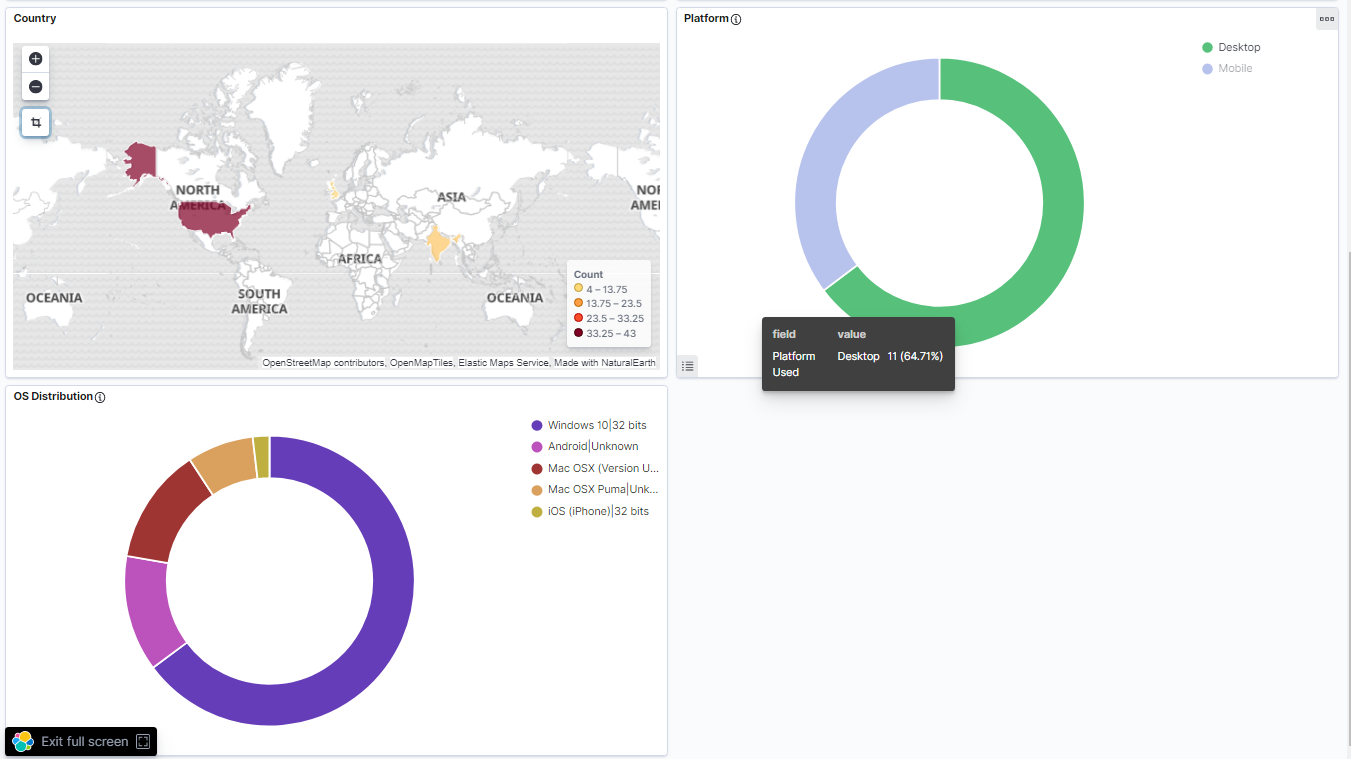 Country
NORTH
AMERICA
ASIA
NOR
AME
AFRICA
OCEANIA
SOUTH
AMERICA
OCEANIA
Count
4 – 13.75
13.75 – 23.5
23.5 – 33.25
33.25 – 43
OpenStreetMap contributors, OpenMapTiles, Elastic Maps Service, Made with NaturalEarth
Platform
Desktop
Mobile
field value
Platform Used Desktop 11 (64.71%)
OS Distribution
Windows 10|32 bits
Android|Unknown
Mac OSX (Version U...
Mac OSX Puma|Unk...
iOS (iPhone)|32 bits
Exit full screen